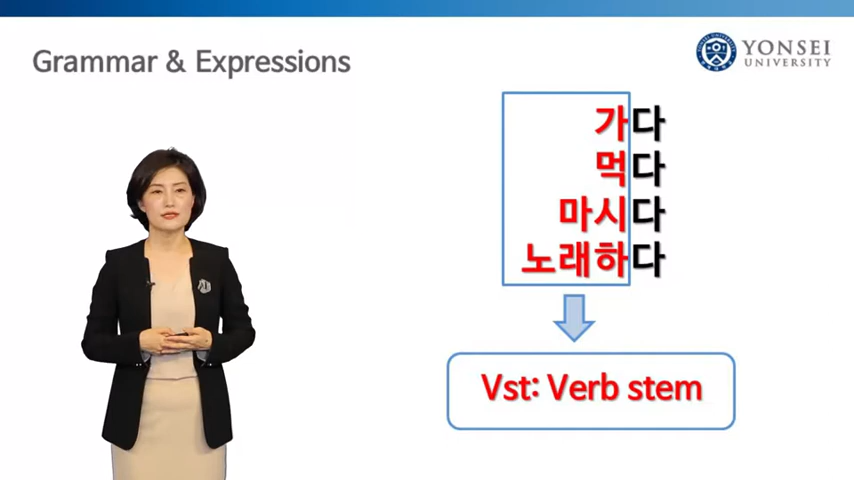 Grammar & Expressions
YONSEI
UNIVERSITY
가다
먹다
마시다
노래하다
Vst: Verb stem